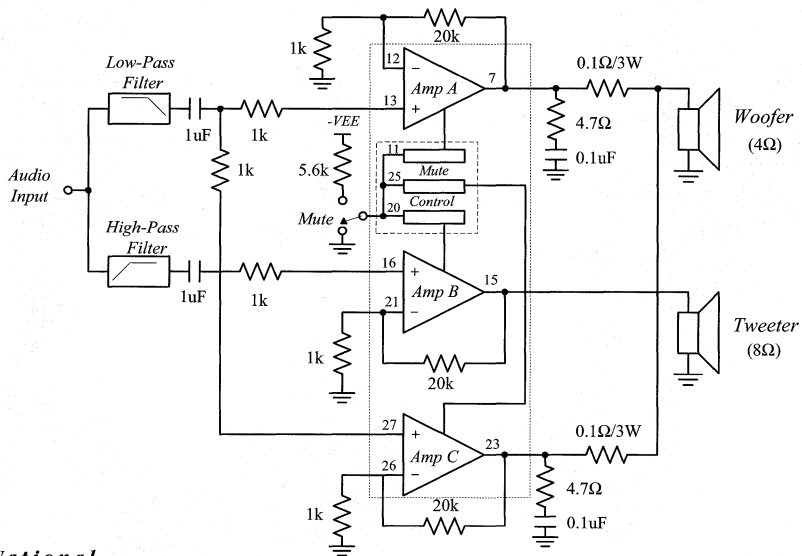 1k
20k
Low-Pass
Filter
12
−
Amp A
7
0.1Ω/3W
13
+
1uF
1k
-VEE
4.7Ω
0.1uF
Woofer
(4Ω)
1k
5.6k
11
Mute
25
Control
20
Audio
Input
Mute
High-Pass
Filter
1uF
1k
16
+
Amp B
15
21
−
1k
20k
Tweeter
(8Ω)
27
+
Amp C
23
0.1Ω/3W
26
−
1k
20k
4.7Ω
0.1uF